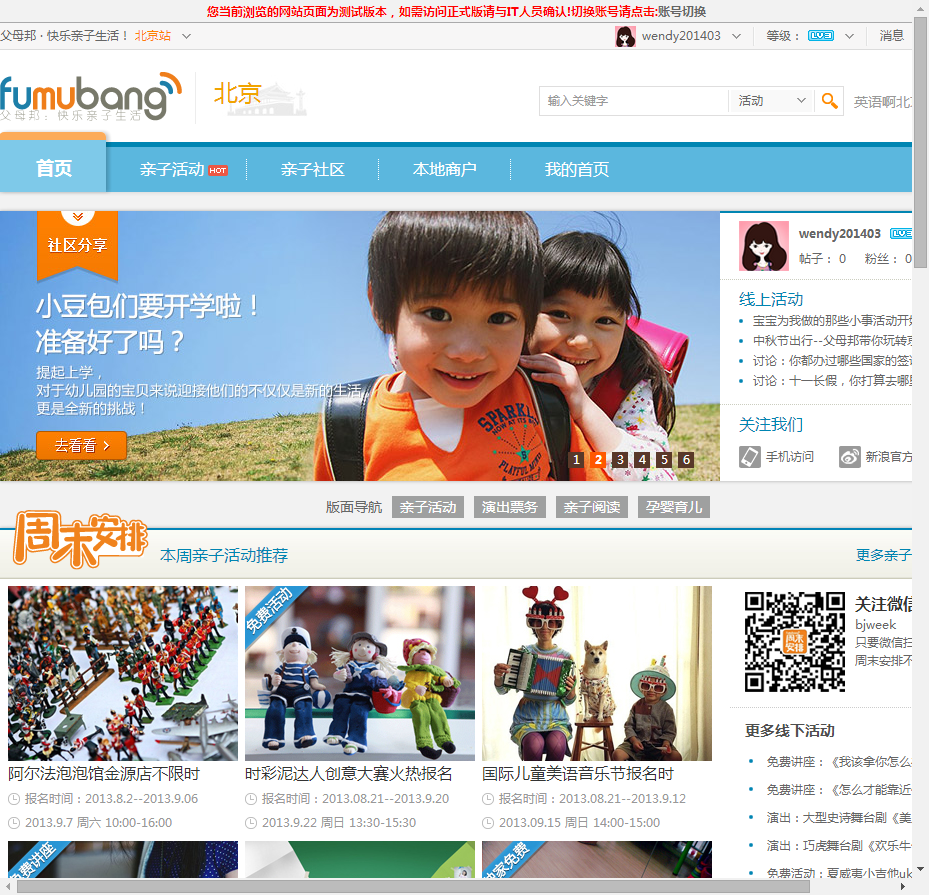 您当前浏览的网站页面为测试版本，如需访问正式版请与IT人员确认!切换账号请点击:账号切换
父母邦 · 快乐亲子生活！ 北京站
wendy201403 等级： LV3 消息
fumubang
父母邦：快乐亲子生活
北京
输入关键字 活动 英语啊北
首页 亲子活动 HOT 亲子社区 本地商户 我的首页
社区分享
小豆包们要开学啦！
准备好了吗？
提起上学，
对于幼儿园的宝贝来说迎接他们的不仅仅是新的生活，
更是全新的挑战！
去看看
SPARKL
PLAYFUL
1 2 3 4 5 6
wendy201403 LV3
帖子： 0 粉丝： 0
线上活动
宝宝为我做的那些小事活动开
中秋节出行--父母邦带你玩转
讨论：你都办过哪些国家的签
讨论：十一长假，你打算去哪
关注我们
手机访问 新浪官方
版面导航 亲子活动 演出票务 亲子阅读 孕婴育儿
周末安排
本周亲子活动推荐
更多亲子
免费活动
阿尔法泡泡馆金源店不限时
报名时间：2013.8.2--2013.9.06
2013.9.7 周六 10:00-16:00
时彩泥达人创意大赛火热报名
报名时间：2013.08.21--2013.9.20
2013.9.22 周日 13:30-15:30
国际儿童美语音乐节报名时
报名时间：2013.08.21--2013.9.12
2013.09.15 周日 14:00-15:00
免费讲座
独家免费
周末安排
关注微信
bjweek
只要微信扫
周末安排不
更多线下活动
免费讲座：《我该拿你怎么
免费讲座：《怎么才能靠近
演出：大型史诗舞台剧《美
演出：巧虎舞台剧《欢乐牛
免费活动：夏威夷小吉他uk